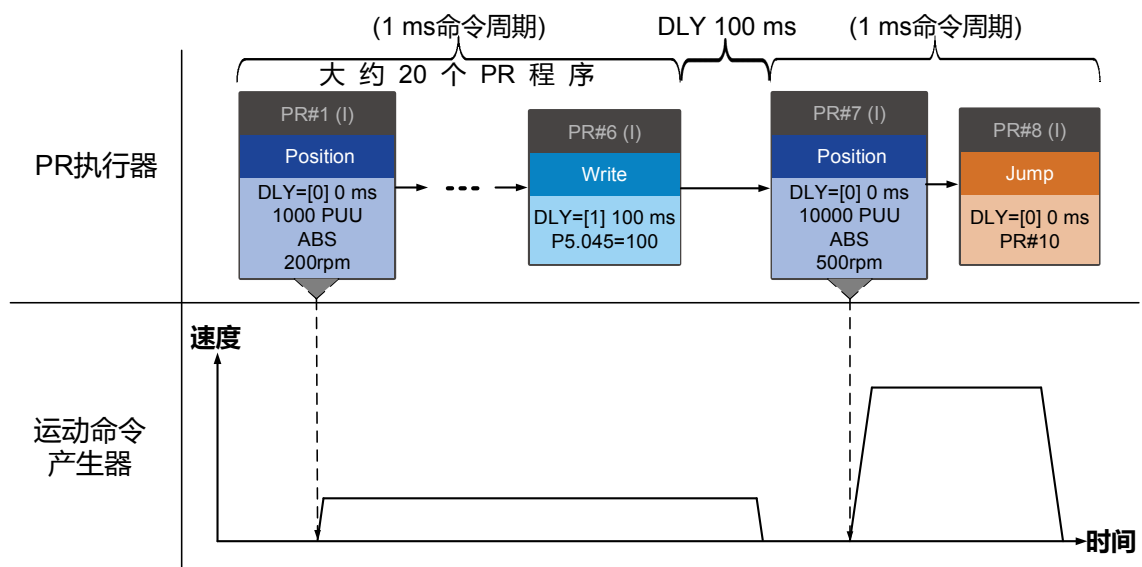 (1 ms命令周期)
DLY 100 ms
(1 ms命令周期)
大约20个PR程序
PR执行器
PR#1 (I)
Position
DLY=[0] 0 ms
1000 PUU
ABS
200rpm
PR#6 (I)
Write
DLY=[1] 100 ms
P5.045=100
PR#7 (I)
Position
DLY=[0] 0 ms
10000 PUU
ABS
500rpm
PR#8 (I)
Jump
DLY=[0] 0 ms
PR#10
运动命令
产生器
速度
时间